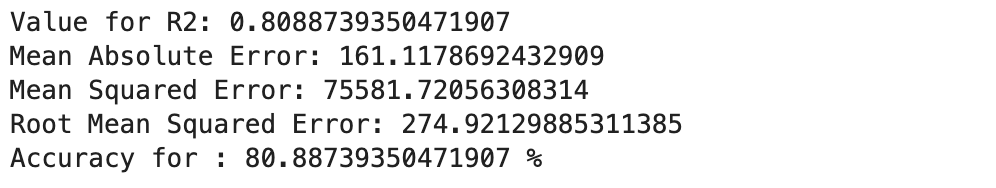 Value for R2: 0.8088739350471907
Mean Absolute Error: 161.1178692432909
Mean Squared Error: 75581.72056308314
Root Mean Squared Error: 274.92129885311385
Accuracy for : 80.88739350471907 %